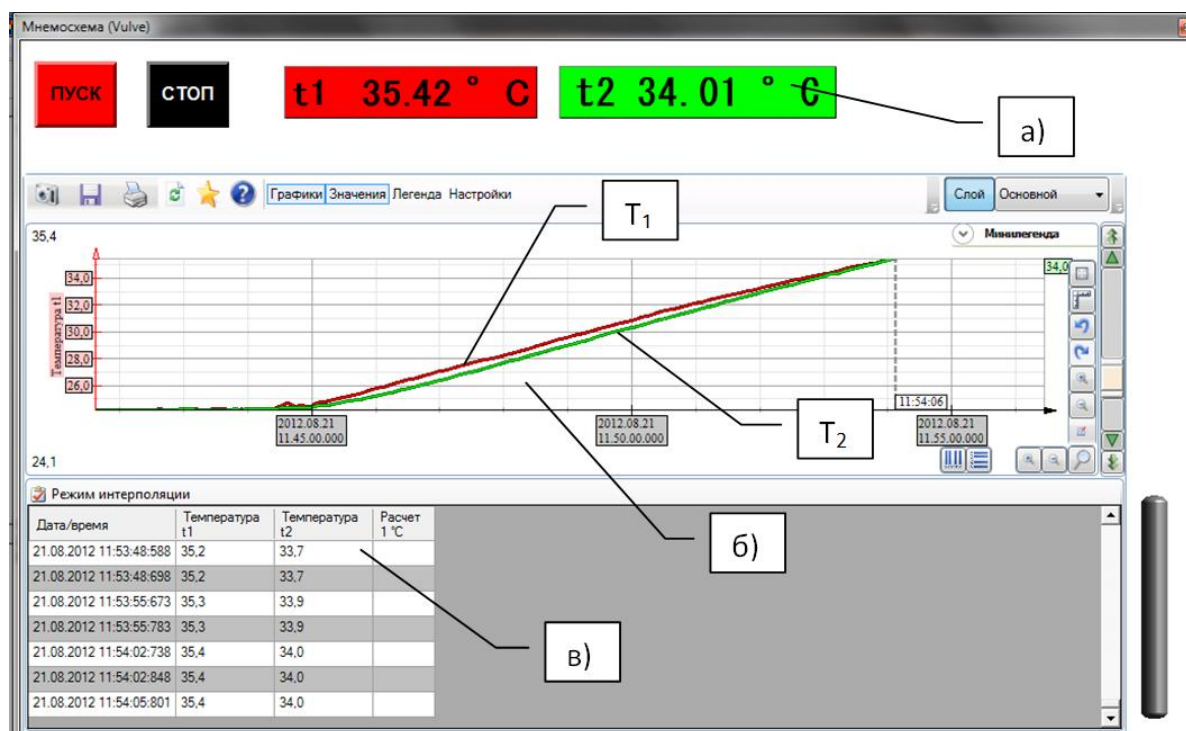 Мнемосхема (Vulve)
ПУСК
СТОП
t1 35.42 ° C
t2 34.01 ° C
а)
Графики Значения Легенда Настройки
Слой Основной
T₁
35,4
Минилегенда
34,0
34,0
32,0
30,0
28,0
26,0
Температура t1
11:54:06
2012.08.21
11.45.00.000
2012.08.21
11.50.00.000
2012.08.21
11.55.00.000
T₂
24,1
Режим интерполяции
Дата/время Температура t1 Температура t2 Расчет 1 °C
21.08.2012 11:53:48:588 35,2 33,7
21.08.2012 11:53:48:698 35,2 33,7
21.08.2012 11:53:55:673 35,3 33,9
21.08.2012 11:53:55:783 35,3 33,9
21.08.2012 11:54:02:738 35,4 34,0
21.08.2012 11:54:02:848 35,4 34,0
21.08.2012 11:54:05:801 35,4 34,0
б)
в)